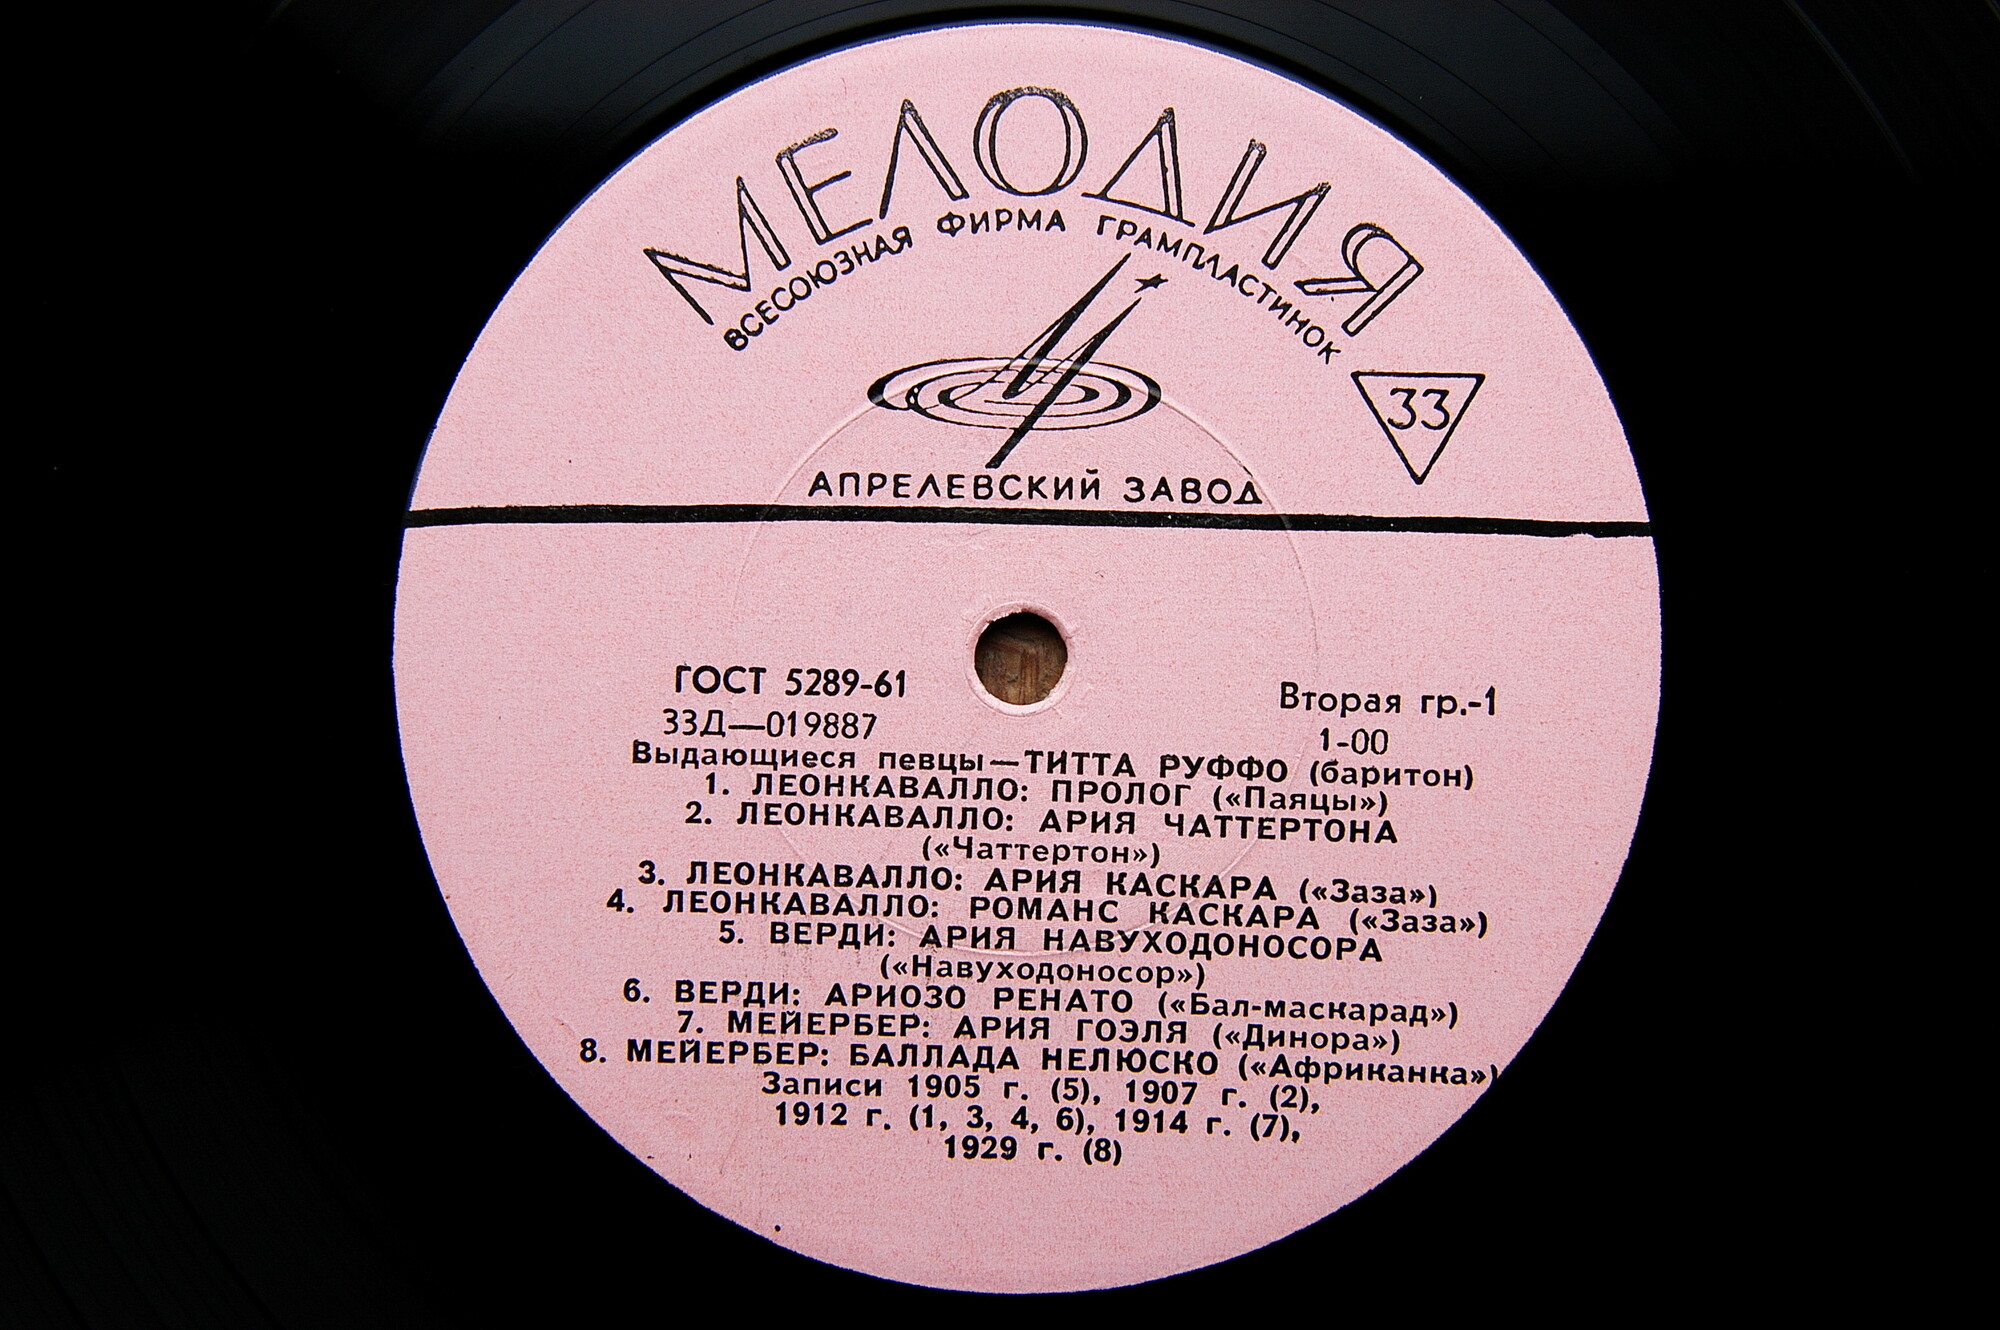 МЕЛОДИЯ
ВСЕСОЮЗНАЯ ФИРМА ГРАМПЛАСТИНОК
33
АПРЕЛЕВСКИЙ ЗАВОД
ГОСТ 5289-61
Вторая гр.-1
33Д—019887
1-00
Выдающиеся певцы—ТИТТА РУФФО (баритон)
1. ЛЕОНКАВАЛЛО: ПРОЛОГ («Паяцы»)
2. ЛЕОНКАВАЛЛО: АРИЯ ЧАТТЕРТОНА
(«Чаттертон»)
3. ЛЕОНКАВАЛЛО: АРИЯ КАСКАРА («Заза»)
4. ЛЕОНКАВАЛЛО: РОМАНС КАСКАРА («Заза»)
5. ВЕРДИ: АРИЯ НАВУХОДОНОСОРА
(«Навуходоносор»)
6. ВЕРДИ: АРИОЗО РЕНАТО («Бал-маскарад»)
7. МЕЙЕРБЕР: АРИЯ ГОЭЛЯ («Динора»)
8. МЕЙЕРБЕР: БАЛЛАДА НЕЛЮСКО («Африканка»)
Записи 1905 г. (5), 1907 г. (2),
1912 г. (1, 3, 4, 6), 1914 г. (7),
1929 г. (8)